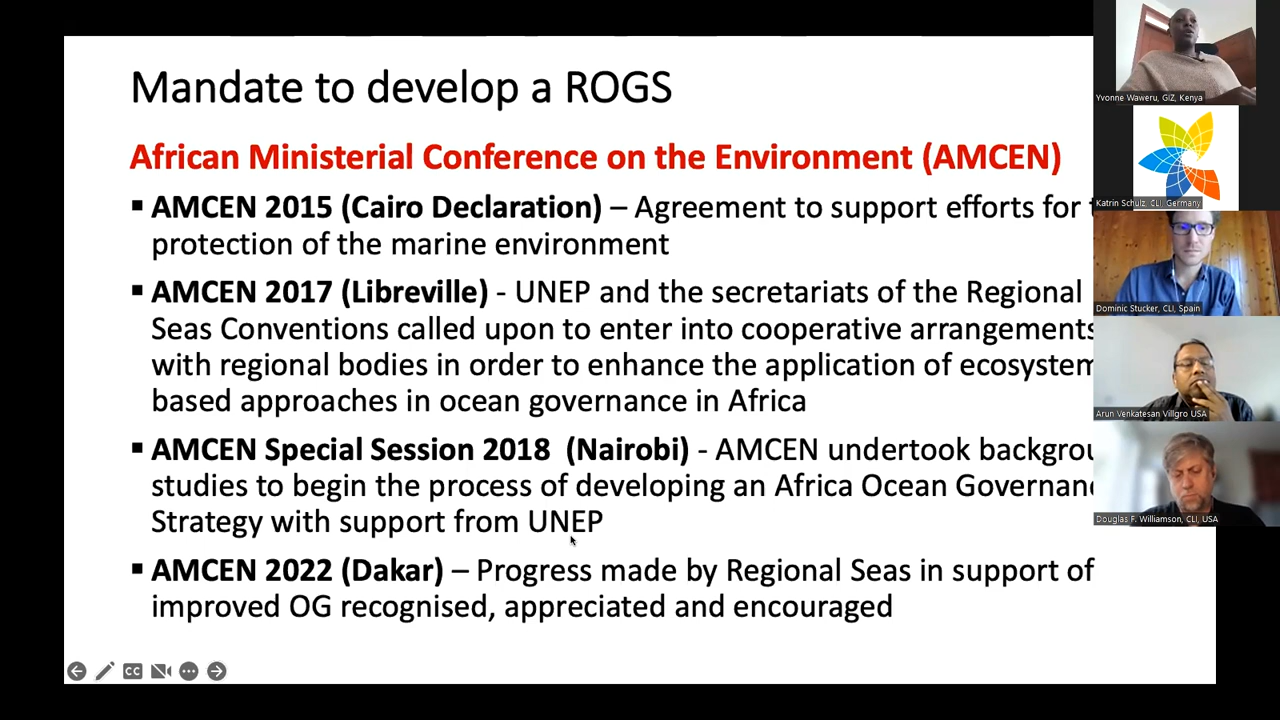 Mandate to develop a ROGS
African Ministerial Conference on the Environment (AMCEN)
▪ AMCEN 2015 (Cairo Declaration) – Agreement to support efforts for
protection of the marine environment
▪ AMCEN 2017 (Libreville) - UNEP and the secretariats of the Regional
Seas Conventions called upon to enter into cooperative arrangements
with regional bodies in order to enhance the application of ecosystem
based approaches in ocean governance in Africa
▪ AMCEN Special Session 2018 (Nairobi) - AMCEN undertook backgrou
studies to begin the process of developing an Africa Ocean Governan
Strategy with support from UNEP
▪ AMCEN 2022 (Dakar) – Progress made by Regional Seas in support of
improved OG recognised, appreciated and encouraged
CC
Yvonne Waweru, GIZ, Kenya
Katrin Schulz, CLI, Germany
Dominic Stucker, CLI, Spain
Arun Venkatesan Villgro USA
Douglas F. Williamson, CLI, USA